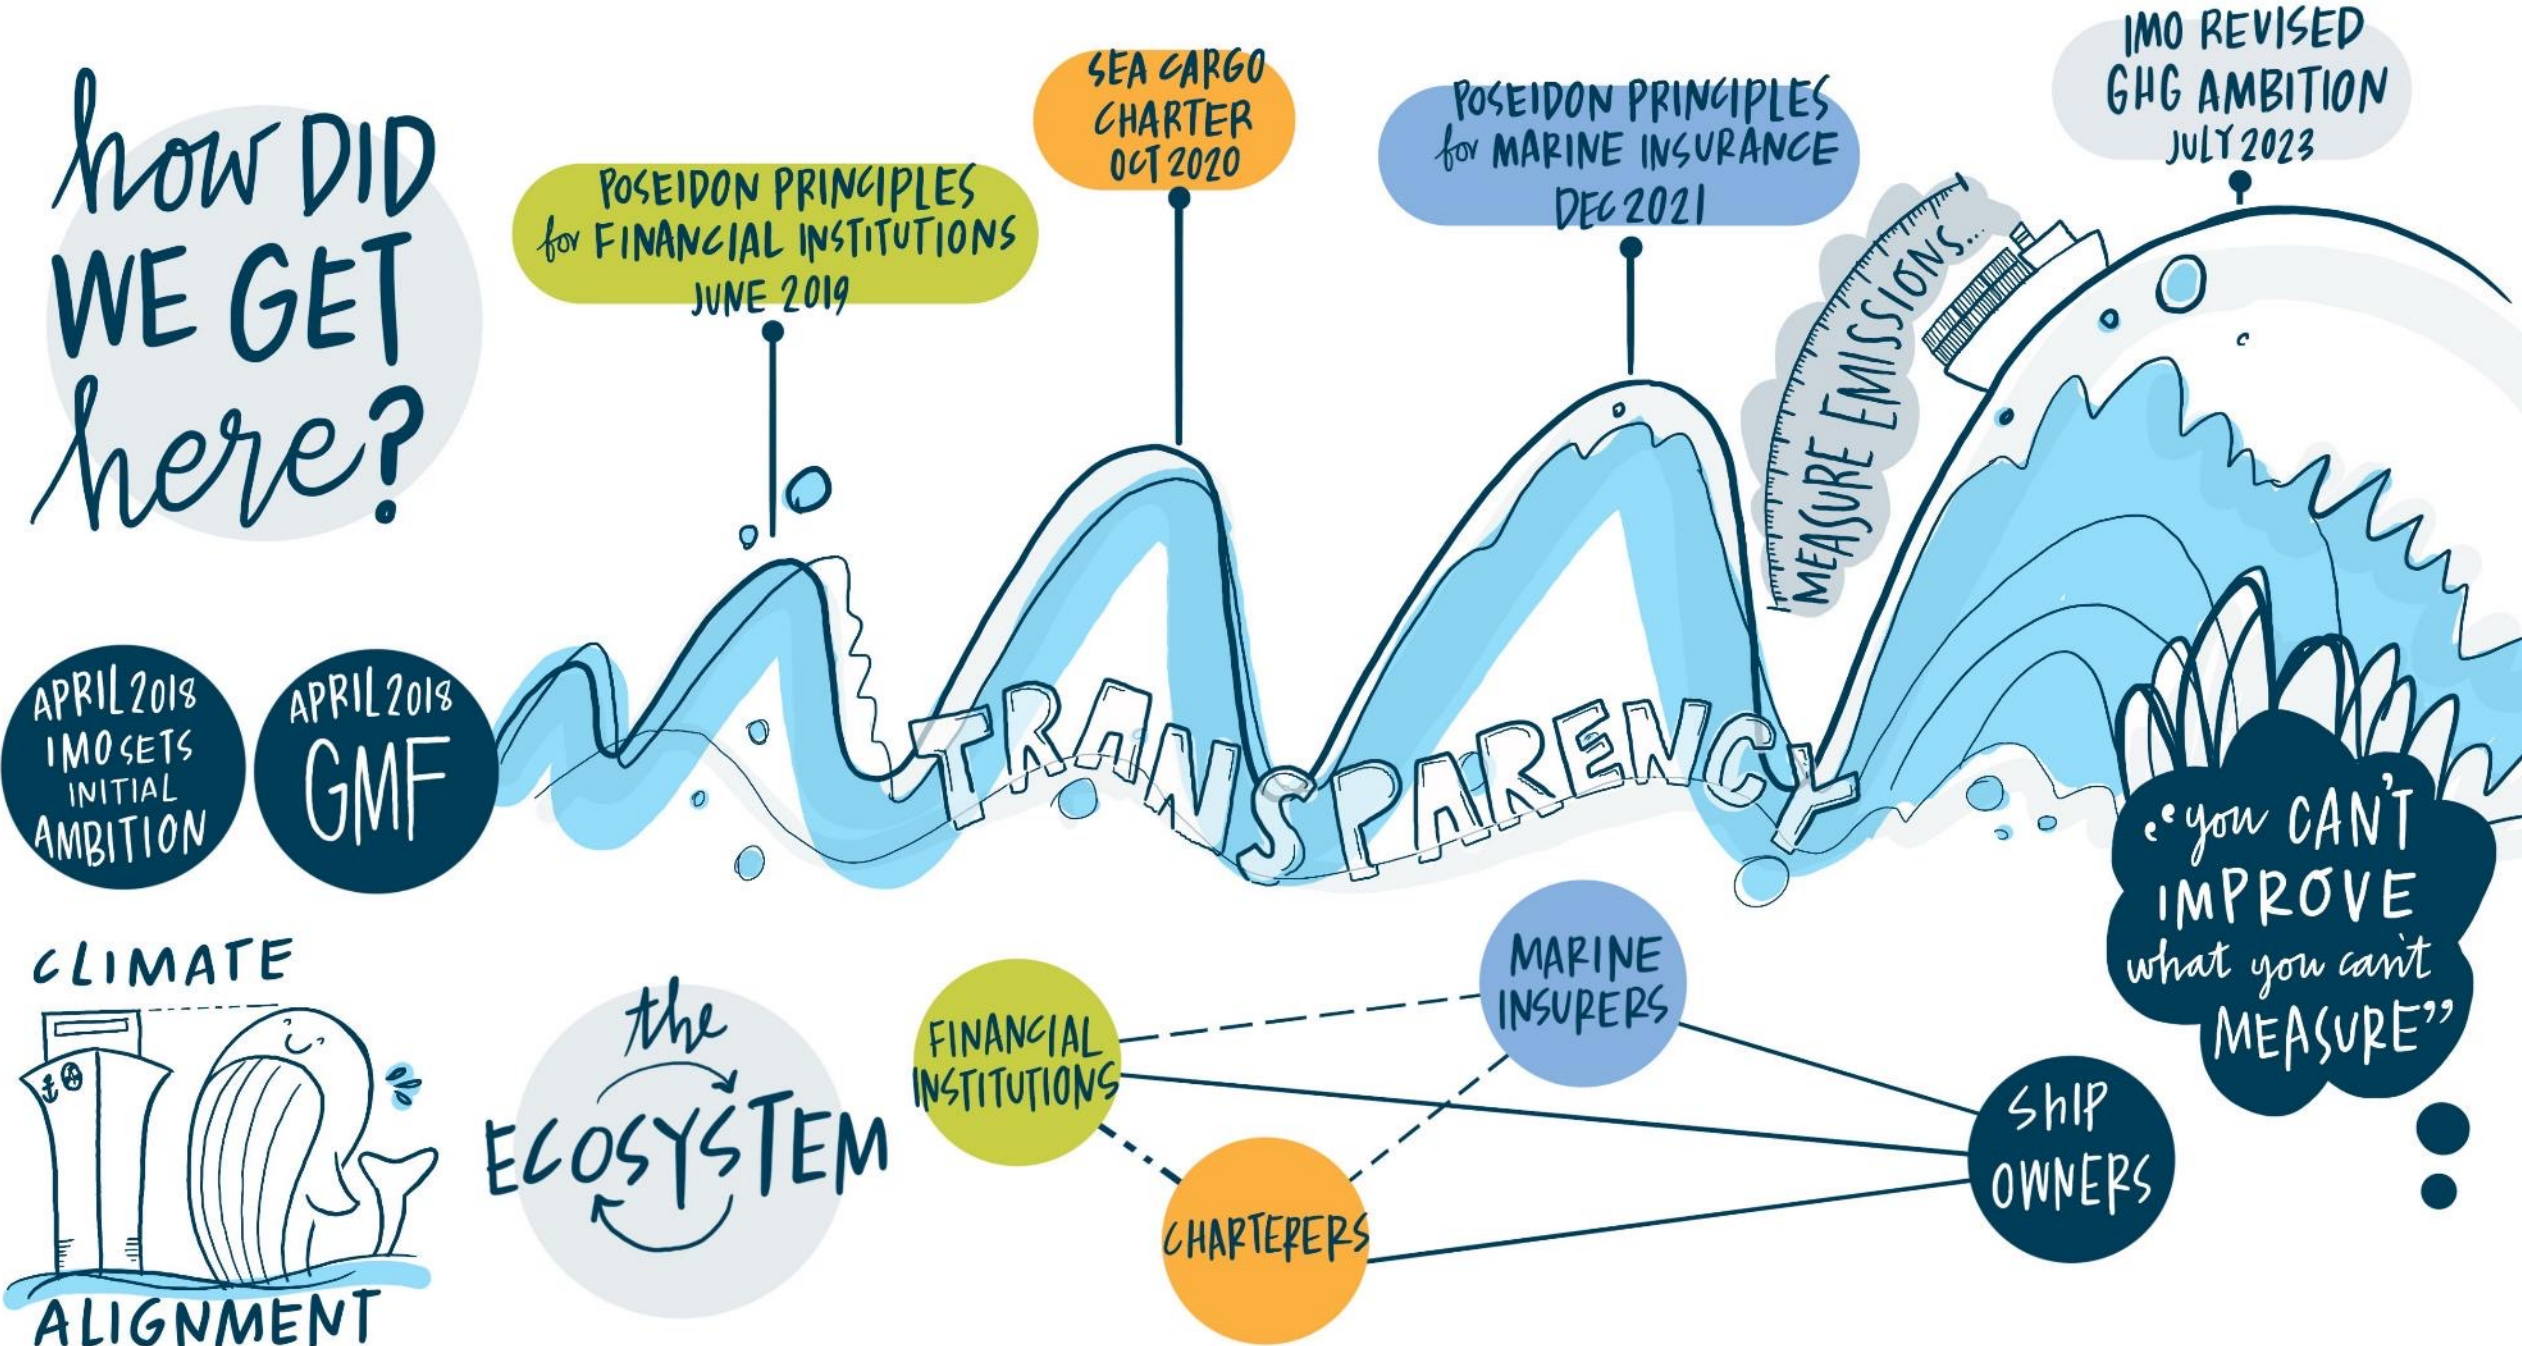 how DID
WE GET
here?
POSEIDON PRINCIPLES
for FINANCIAL INSTITUTIONS
JUNE 2019
SEA CARGO
CHARTER
OCT 2020
POSEIDON PRINCIPLES
for MARINE INSURANCE
DEC 2021
IMO REVISED
GHG AMBITION
JULY 2023
MEASURE EMISSIONS...
APRIL 2018
IMO SETS
INITIAL
AMBITION
APRIL 2018
GMF
TRANSPARENCY
"you CAN'T
IMPROVE
what you can't
MEASURE"
CLIMATE
ALIGNMENT
the
ECOSYSTEM
FINANCIAL
INSTITUTIONS
MARINE
INSURERS
CHARTERERS
ShIP
OWNERS